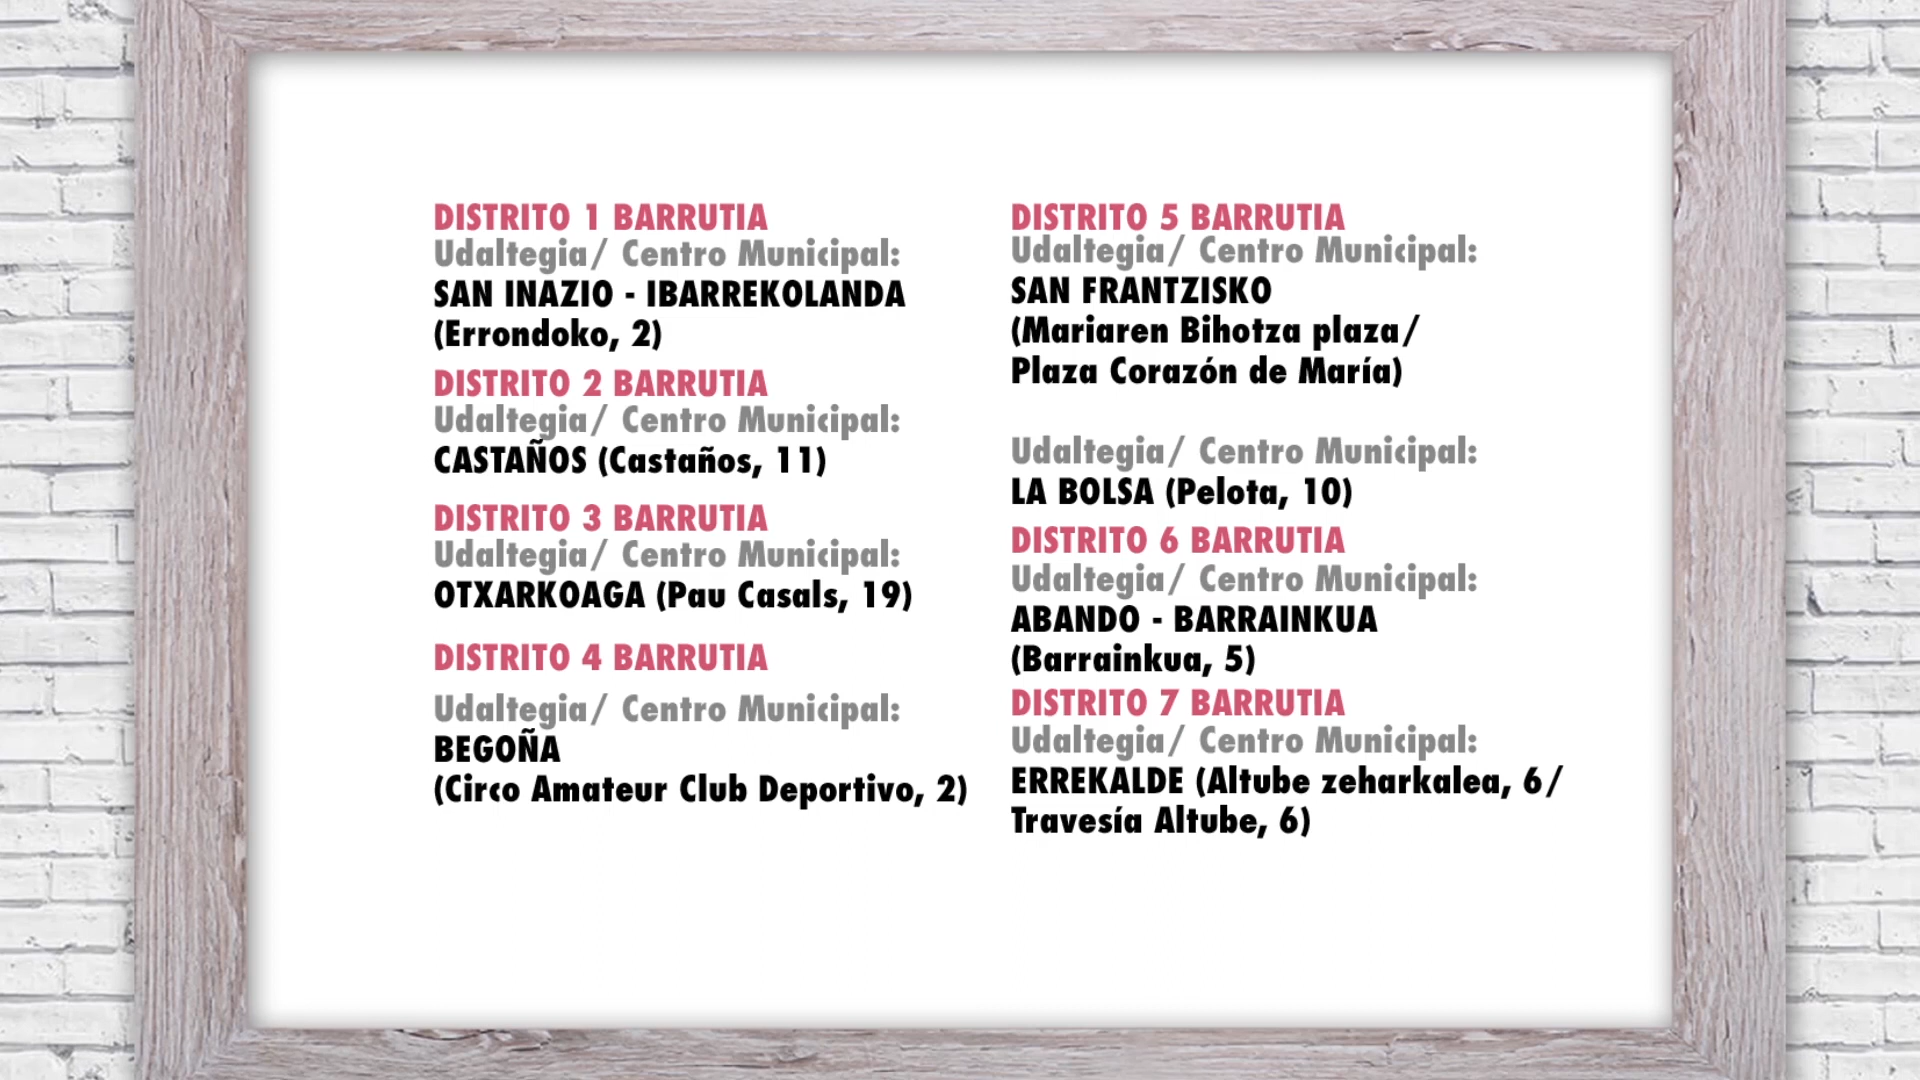 DISTRITO 1 BARRUTIA
Udaltegia/ Centro Municipal:
SAN INAZIO - IBARREKOLANDA
(Errondoko, 2)
DISTRITO 2 BARRUTIA
Udaltegia/ Centro Municipal:
CASTAÑOS (Castaños, 11)
DISTRITO 3 BARRUTIA
Udaltegia/ Centro Municipal:
OTXARKOAGA (Pau Casals, 19)
DISTRITO 4 BARRUTIA
Udaltegia/ Centro Municipal:
BEGOÑA
(Circo Amateur Club Deportivo, 2)
DISTRITO 5 BARRUTIA
Udaltegia/ Centro Municipal:
SAN FRANTZISKO
(Mariaren Bihotza plaza/
Plaza Corazón de María)
Udaltegia/ Centro Municipal:
LA BOLSA (Pelota, 10)
DISTRITO 6 BARRUTIA
Udaltegia/ Centro Municipal:
ABANDO - BARRAINKUA
(Barrainkua, 5)
DISTRITO 7 BARRUTIA
Udaltegia/ Centro Municipal:
ERREKALDE (Altube zeharkalea, 6/
Travesía Altube, 6)